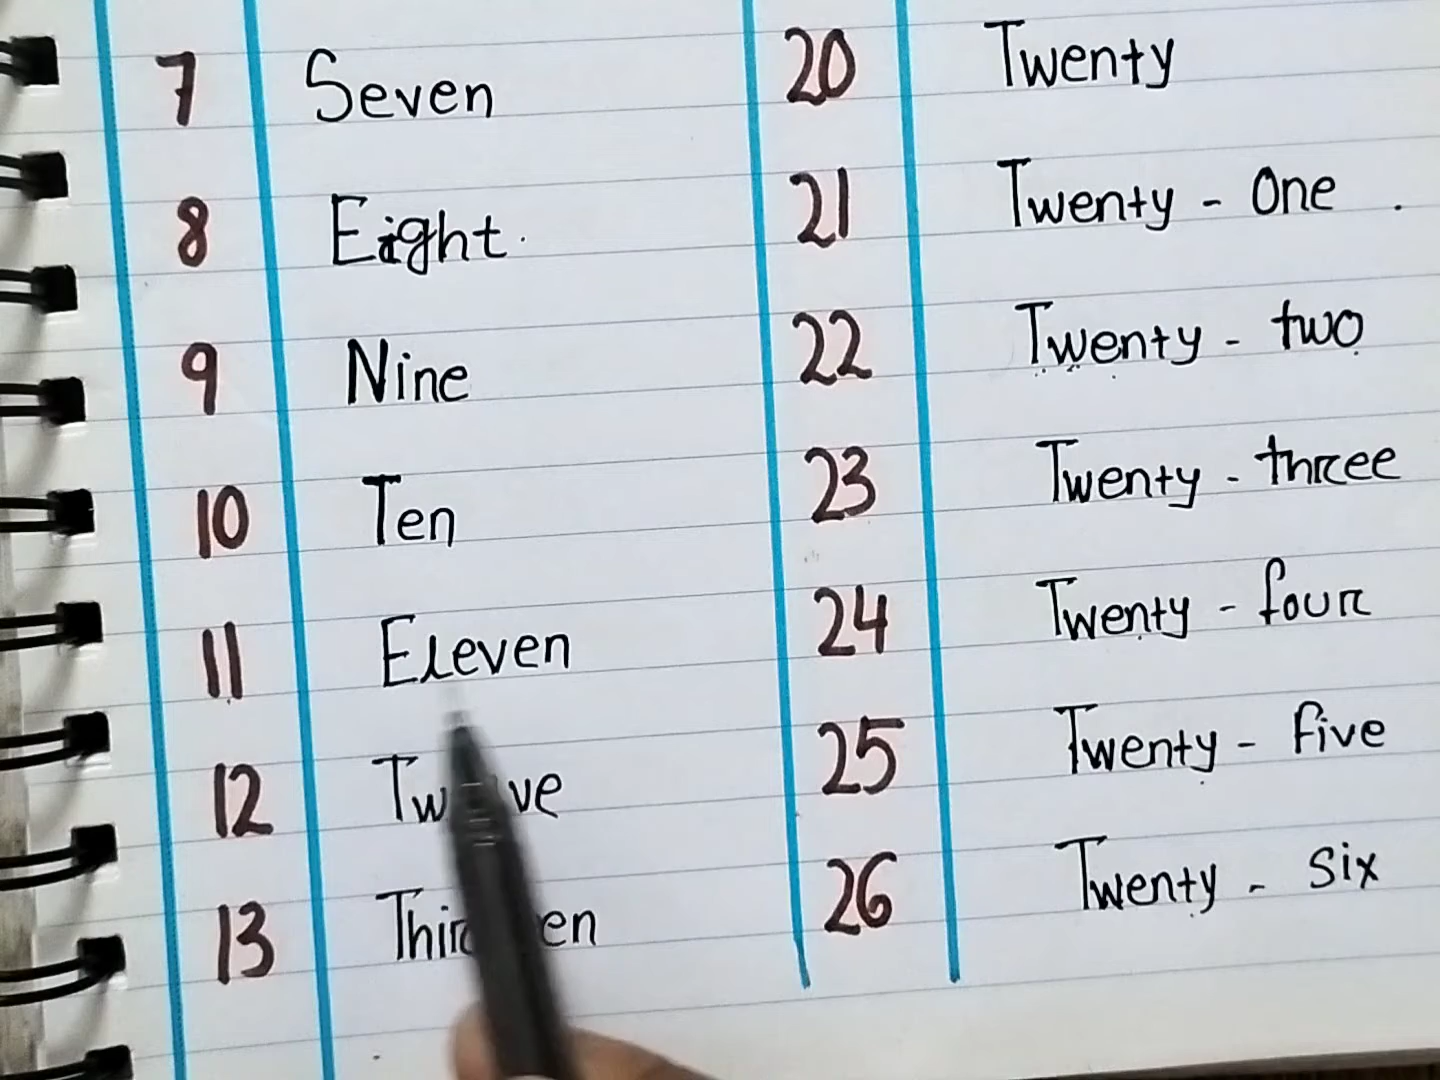 7 Seven
8 Eight
9 Nine
10 Ten
11 Eleven
12
13
20 Twenty
21 Twenty - One
22 Twenty - two
23 Twenty - three
24 Twenty - four
25 Twenty - five
26 Twenty - six